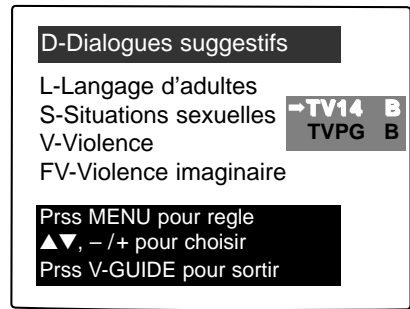 D-Dialogues suggestifs
L-Langage d'adultes
S-Situations sexuelles
➡TV14 B
V-Violence
TVPG B
FV-Violence imaginaire
Prss MENU pour regle
▲▼, – /+ pour choisir
Prss V-GUIDE pour sortir